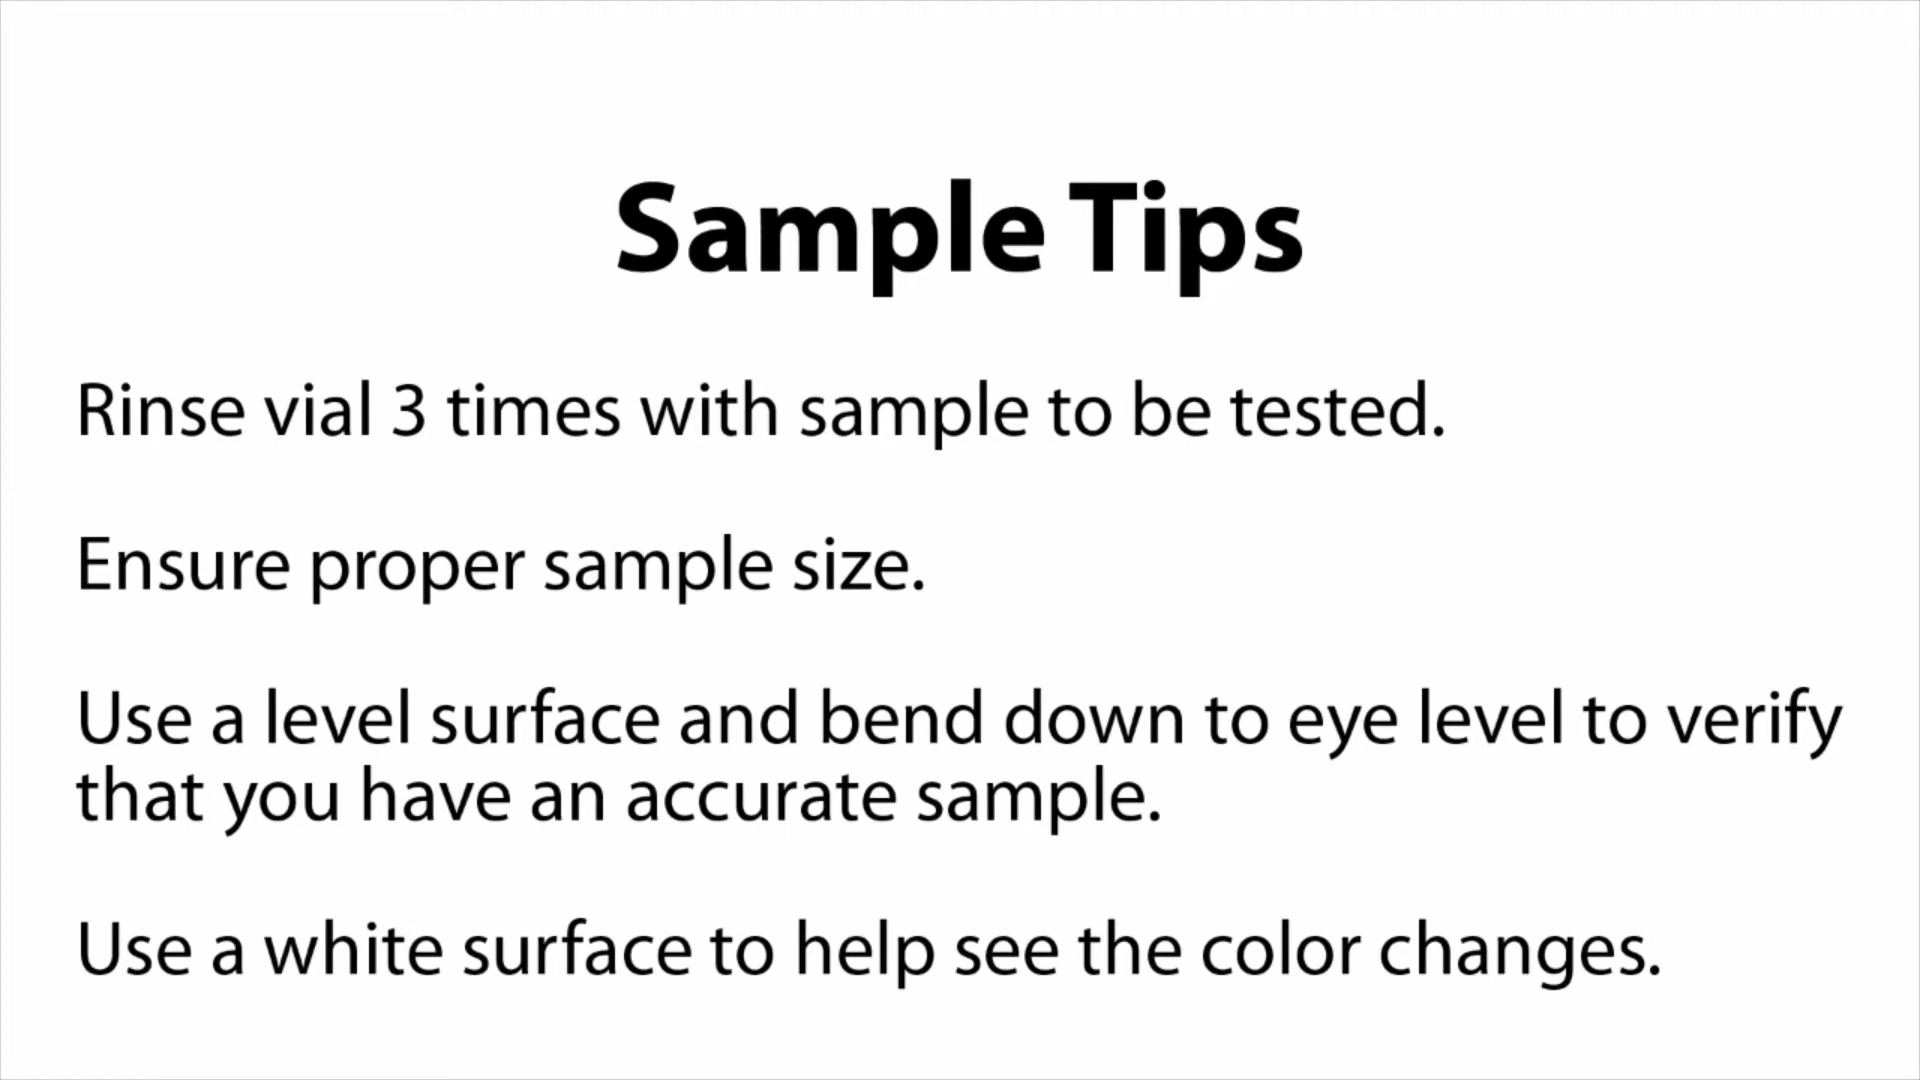 Sample Tips
Rinse vial 3 times with sample to be tested.
Ensure proper sample size.
Use a level surface and bend down to eye level to verify
that you have an accurate sample.
Use a white surface to help see the color changes.